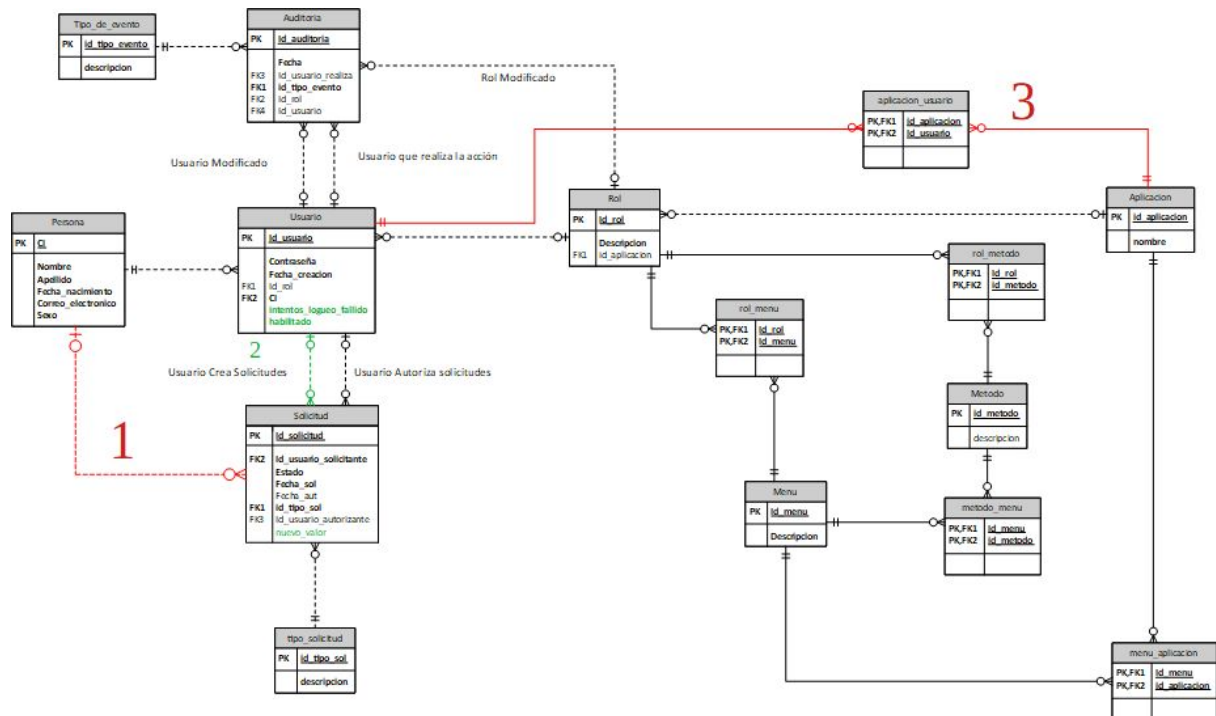 Tipo_de_evento
PK id_tipo_evento
descripcion
Auditoria
PK Id_auditoria
Fecha
FK3 Id_usuario_realiza
FK1 id_tipo_evento
FK2 Id_rol
FK4 Id_usuario
Rol Modificado
Usuario Modificado
Usuario que realiza la acción
aplicacion_usuario
PK,FK1 id_aplicacion
PK,FK2 Id_usuario
3
Persona
PK CI
Nombre
Apellido
Fecha_nacimiento
Correo_electronico
Sexo
Usuario
PK Id_usuario
Contraseña
Fecha_creacion
FK1 Id_rol
FK2 CI
intentos_logueo_fallido
habilitado
Rol
PK Id_rol
Descripcion
FK1 id_aplicacion
Aplicacion
PK id_aplicacion
nombre
rol_metodo
PK,FK1 Id_rol
PK,FK2 id_metodo
rol_menu
PK,FK1 Id_rol
PK,FK2 Id_menu
2
Usuario Crea Solicitudes
Usuario Autoriza solicitudes
1
Solicitud
PK Id_solicitud
FK2 Id_usuario_solicitante
Estado
Fecha_sol
Fecha_aut
FK1 id_tipo_sol
FK3 Id_usuario_autorizante
nuevo_valor
Metodo
PK id_metodo
descripcion
Menu
PK Id_menu
Descripcion
metodo_menu
PK,FK1 Id_menu
PK,FK2 id_metodo
tipo_solicitud
PK id_tipo_sol
descripcion
menu_aplicacion
PK,FK1 Id_menu
PK,FK2 id_aplicacion